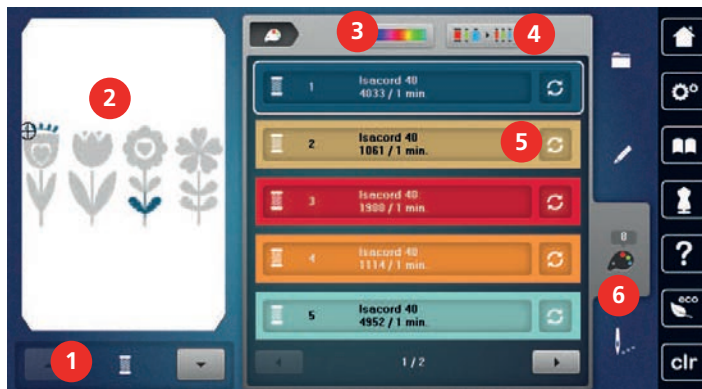 3
4
2
1 Isacord 40
4033 / 1 min.
2 Isacord 40
1061 / 1 min.
5
3 Isacord 40
1980 / 1 min.
8
4 Isacord 40
1114 / 1 min.
?
6
5 Isacord 40
4952 / 1 min.
eco
1
1/2
clr